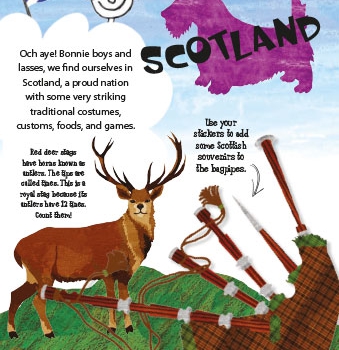 SCOTLAND
Och aye! Bonnie boys and
lasses, we find ourselves in
Scotland, a proud nation
with some very striking
traditional costumes,
customs, foods, and games.
Use your
stickers to add
some Scottish
souvenirs to
the bagpipes.
Red deer stags
have horns known as
antlers. The tips are
called tines. This is a
royal stag because its
antlers have 12 tines.
Count them!